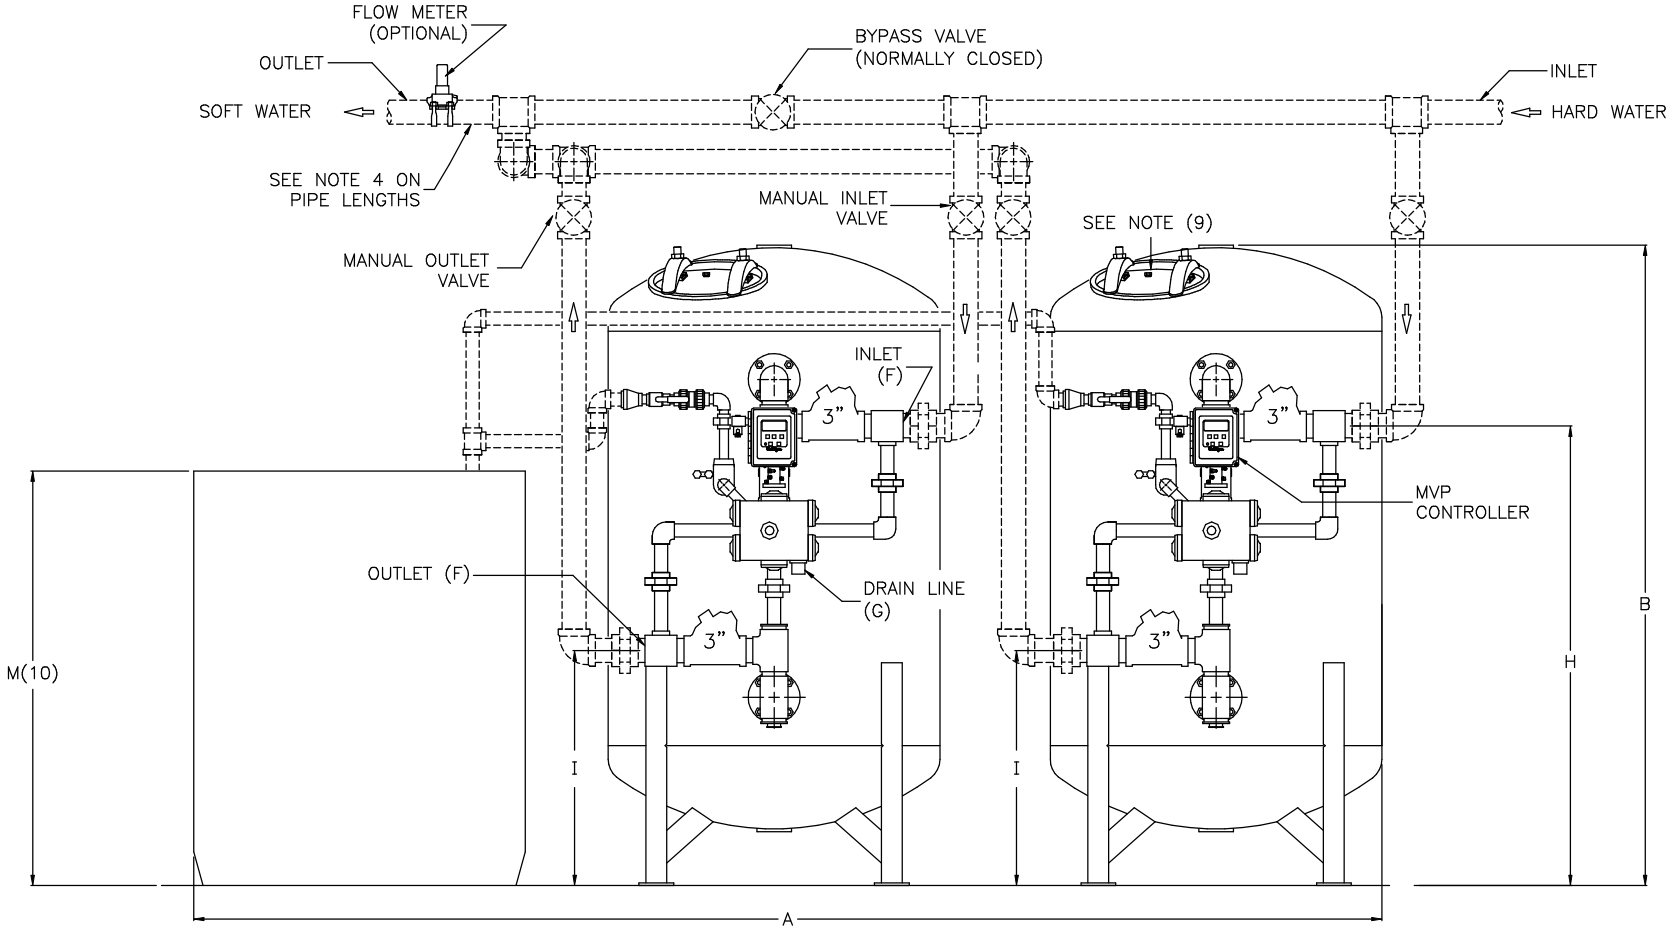 FLOW METER
(OPTIONAL)
BYPASS VALVE
(NORMALLY CLOSED)
OUTLET
INLET
SOFT WATER
HARD WATER
SEE NOTE 4 ON
PIPE LENGTHS
MANUAL INLET
VALVE
SEE NOTE (9)
MANUAL OUTLET
VALVE
INLET
(F)
3”
3”
MVP
CONTROLLER
OUTLET (F)
DRAIN LINE
(G)
B
3”
3”
H
M(10)
I
I
A